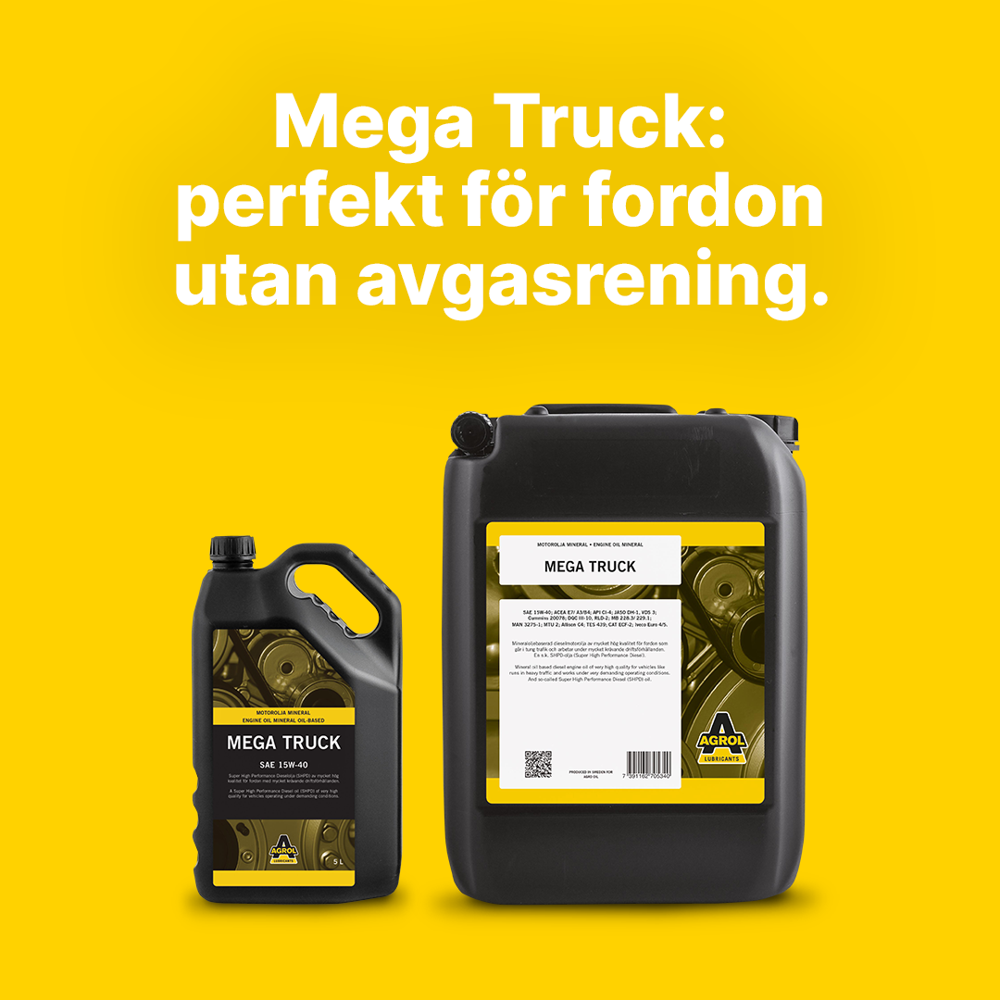 Mega Truck:
perfekt för fordon
utan avgasrening.
MOTOROLJA MINERAL • ENGINE OIL MINERAL
MEGA TRUCK
SAE 15W-40; ACEA E7/ A3/B4; API CI-4; JASO DH-1, VDS 3;
Cummins 20078; DQC III-10, RLD-2; MB 228.3/ 229.1;
MAN 3275-1; MTU 2; Allison C4; TES 439; CAT ECF-2; Iveco Euro 4/5.
Mineraloljebaserad dieselmotorolja av mycket hög kvalitet för fordon som
går i tung trafik och arbetar under mycket krävande driftsförhållanden.
En s.k. SHPD-olja (Super High Performance Diesel).
Mineral oil based diesel engine oil of very high quality for vehicles like
runs in heavy traffic and works under very demanding operating conditions.
And so-called Super High Performance Diesel (SHPD) oil.
PRODUCED IN SWEDEN FOR
AGRO OIL
7 391162 705340
A
AGROL
LUBRICANTS
MOTOROLJA MINERAL
ENGINE OIL MINERAL OIL-BASED
MEGA TRUCK
SAE 15W-40
Super High Performance Dieselolja (SHPD) av mycket hög
kvalitet för fordon med mycket krävande driftsförhållanden.
A Super High Performance Diesel oil (SHPD) of very high
quality for vehicles operating under demanding conditions.
A
AGROL
LUBRICANTS
5 L